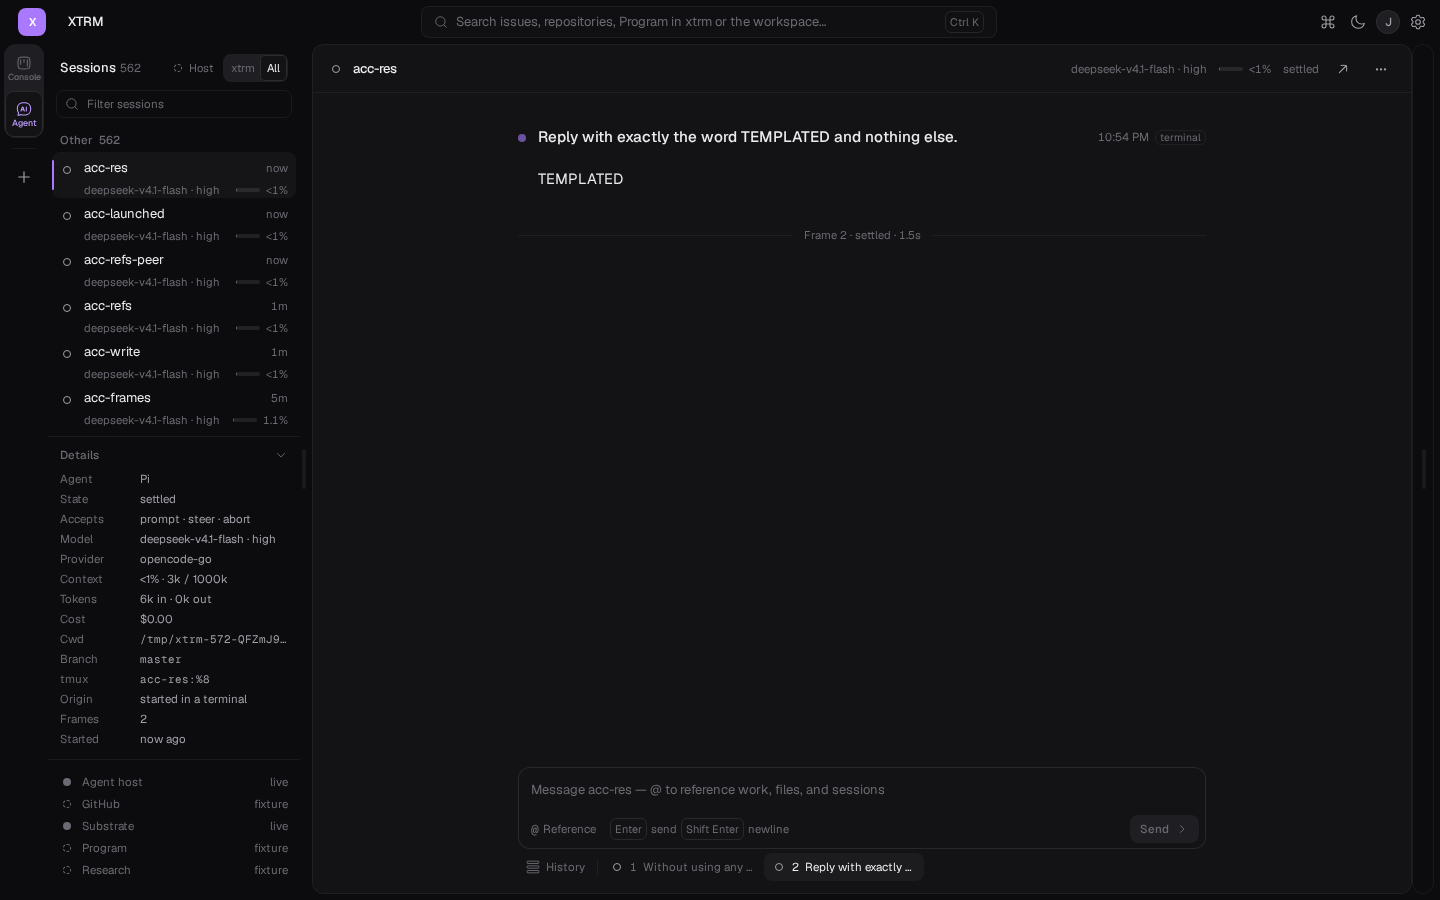 X XTRM Search issues, repositories, Program in xtrm or the workspace... Ctrl K J
Console
AI
Agent
Sessions 562 Host xtrm All
Filter sessions
Other 562
acc-res now
deepseek-v4.1-flash · high <1%
acc-launched now
deepseek-v4.1-flash · high <1%
acc-refs-peer now
deepseek-v4.1-flash · high <1%
acc-refs 1m
deepseek-v4.1-flash · high <1%
acc-write 1m
deepseek-v4.1-flash · high <1%
acc-frames 5m
deepseek-v4.1-flash · high 1.1%
Details
Agent Pi
State settled
Accepts prompt · steer · abort
Model deepseek-v4.1-flash · high
Provider opencode-go
Context <1% · 3k / 1000k
Tokens 6k in · 0k out
Cost $0.00
Cwd /tmp/xtrm-572-QFZmJ9…
Branch master
tmux acc-res:%8
Origin started in a terminal
Frames 2
Started now ago
Agent host live
GitHub fixture
Substrate live
Program fixture
Research fixture
acc-res deepseek-v4.1-flash · high <1% settled
Reply with exactly the word TEMPLATED and nothing else. 10:54 PM terminal
TEMPLATED
Frame 2 · settled · 1.5s
Message acc-res — @ to reference work, files, and sessions
@ Reference Enter send Shift Enter newline Send
History 1 Without using any … 2 Reply with exactly …